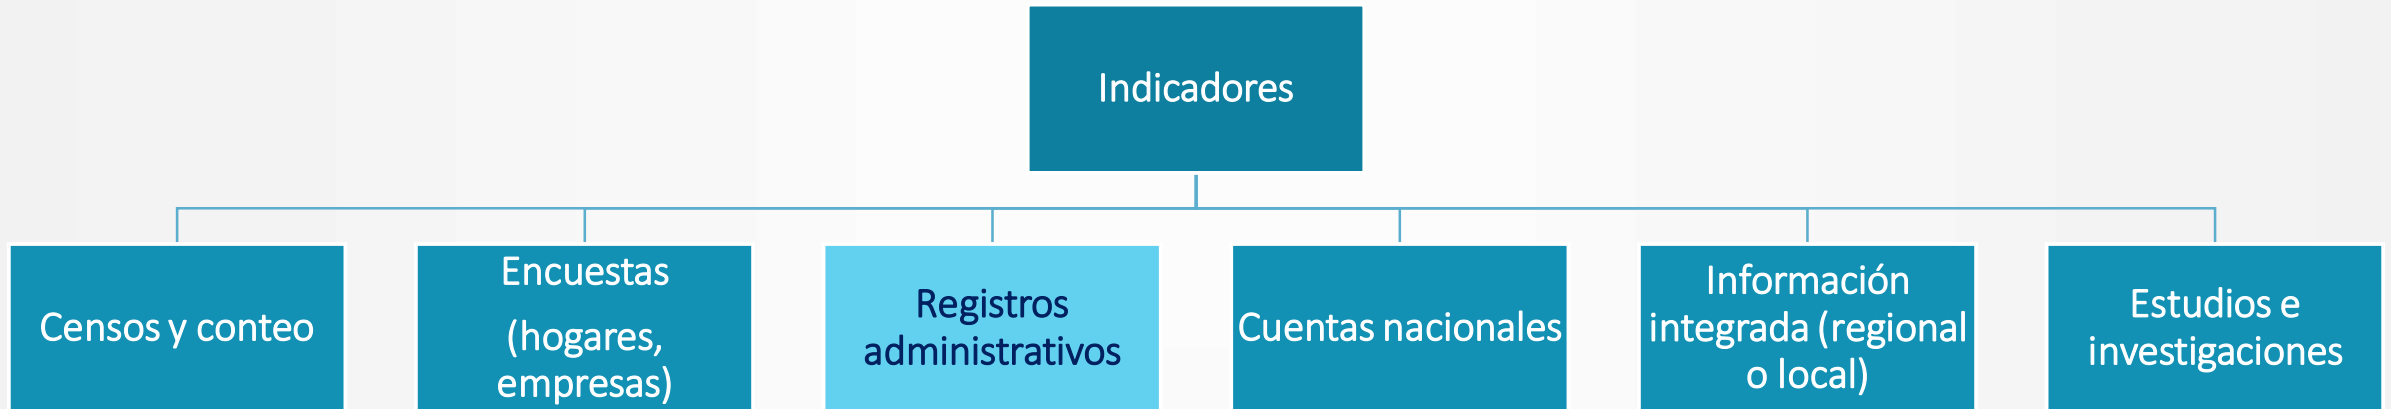 Indicadores
Censos y conteo
Encuestas
(hogares,
empresas)
Registros
administrativos
Cuentas nacionales
Información
integrada (regional
o local)
Estudios e
investigaciones